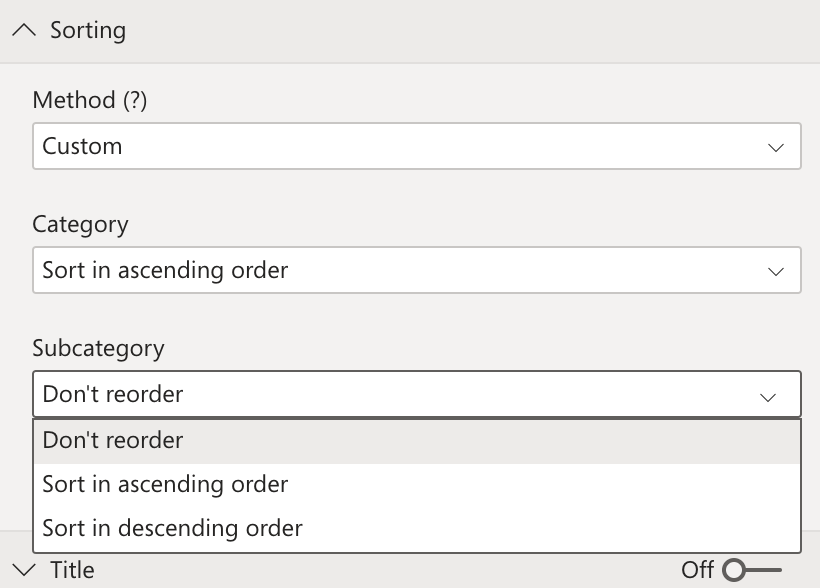 Sorting
Method (?)
Custom
Category
Sort in ascending order
Subcategory
Don't reorder
Don't reorder
Sort in ascending order
Sort in descending order
Title Off